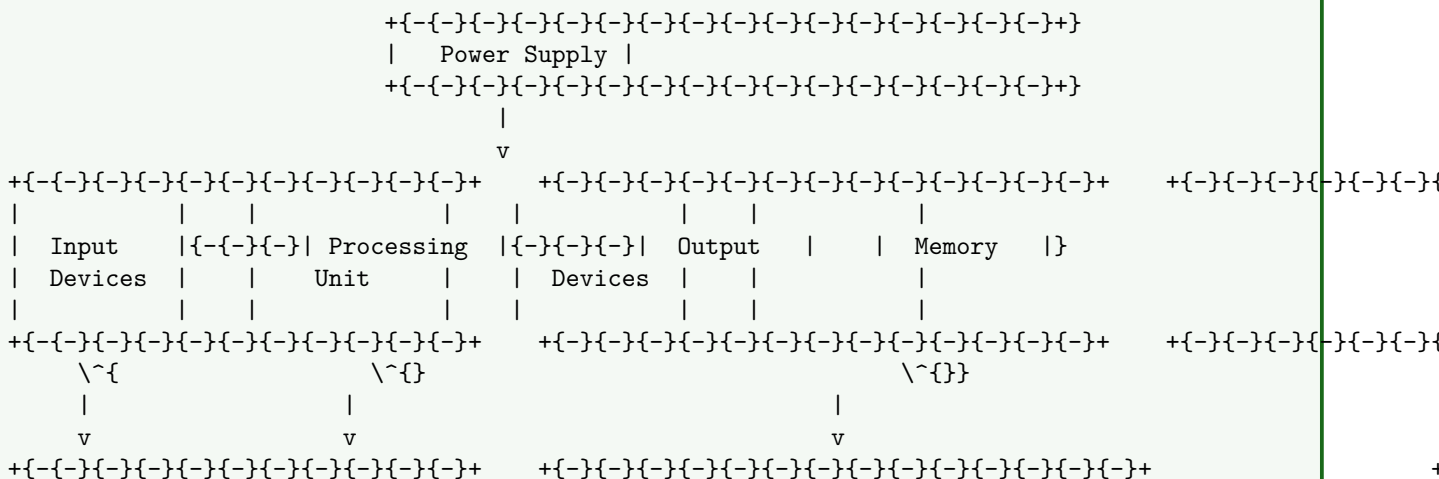 +{-{-}{-}{-}{-}{-}{-}{-}{-}{-}{-}{-}{-}{-}{-}+}
|   Power Supply |
+{-{-}{-}{-}{-}{-}{-}{-}{-}{-}{-}{-}{-}{-}{-}+}
|
v
+{-{-}{-}{-}{-}{-}{-}{-}{-}{-}+    +{-}{-}{-}{-}{-}{-}{-}{-}{-}{-}{-}{-}{-}+    +{-}{-}{-}{-}{-}{-}{
|            |    |             |    |           |    |           |
|  Input    |{-{-}{-}| Processing  |{-}{-}{-}|  Output   |    |  Memory   |}
|  Devices  |    |    Unit     |    |  Devices  |    |           |
|            |    |             |    |           |    |           |
+{-{-}{-}{-}{-}{-}{-}{-}{-}{-}+    +{-}{-}{-}{-}{-}{-}{-}{-}{-}{-}{-}{-}{-}+    +{-}{-}{-}{-}{-}{-}{
\^{                  \^{}                                  \^{}}
|                  |                                  |
v                  v                                  v
+{-{-}{-}{-}{-}{-}{-}{-}{-}{-}+    +{-}{-}{-}{-}{-}{-}{-}{-}{-}{-}{-}{-}{-}{-}+                    +